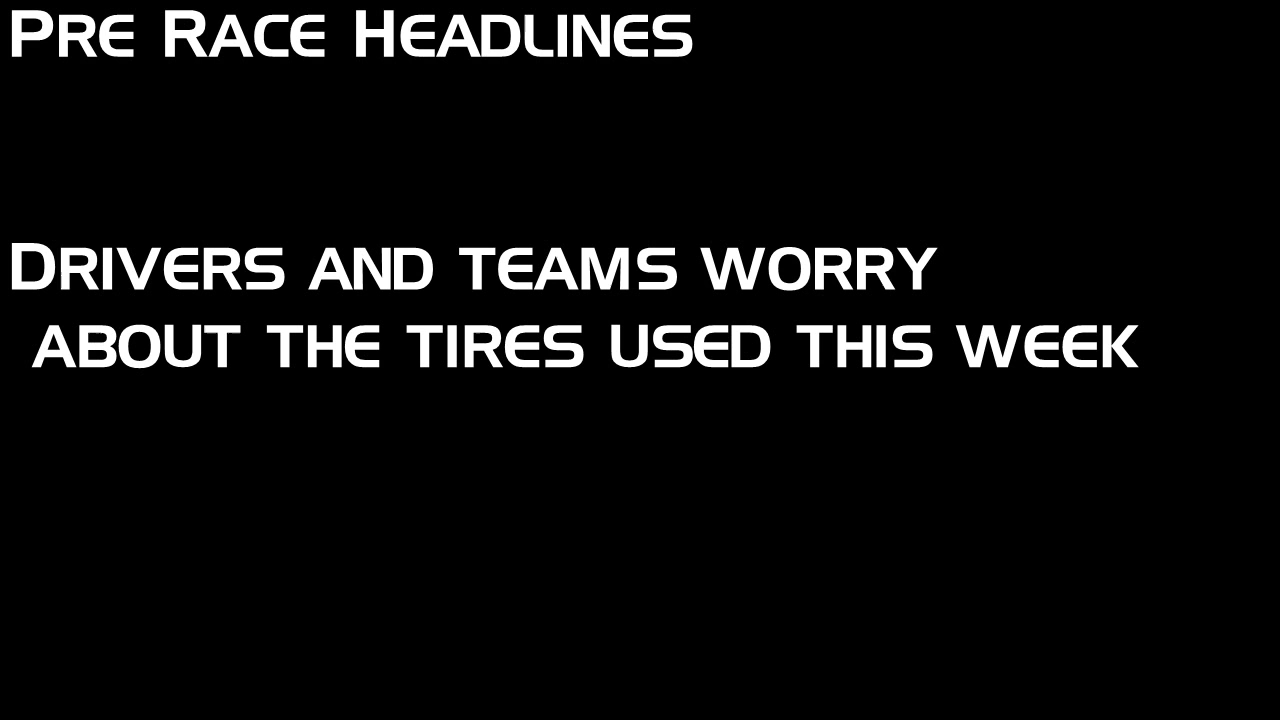 Pre Race Headlines
Drivers and teams worry
about the tires used this week